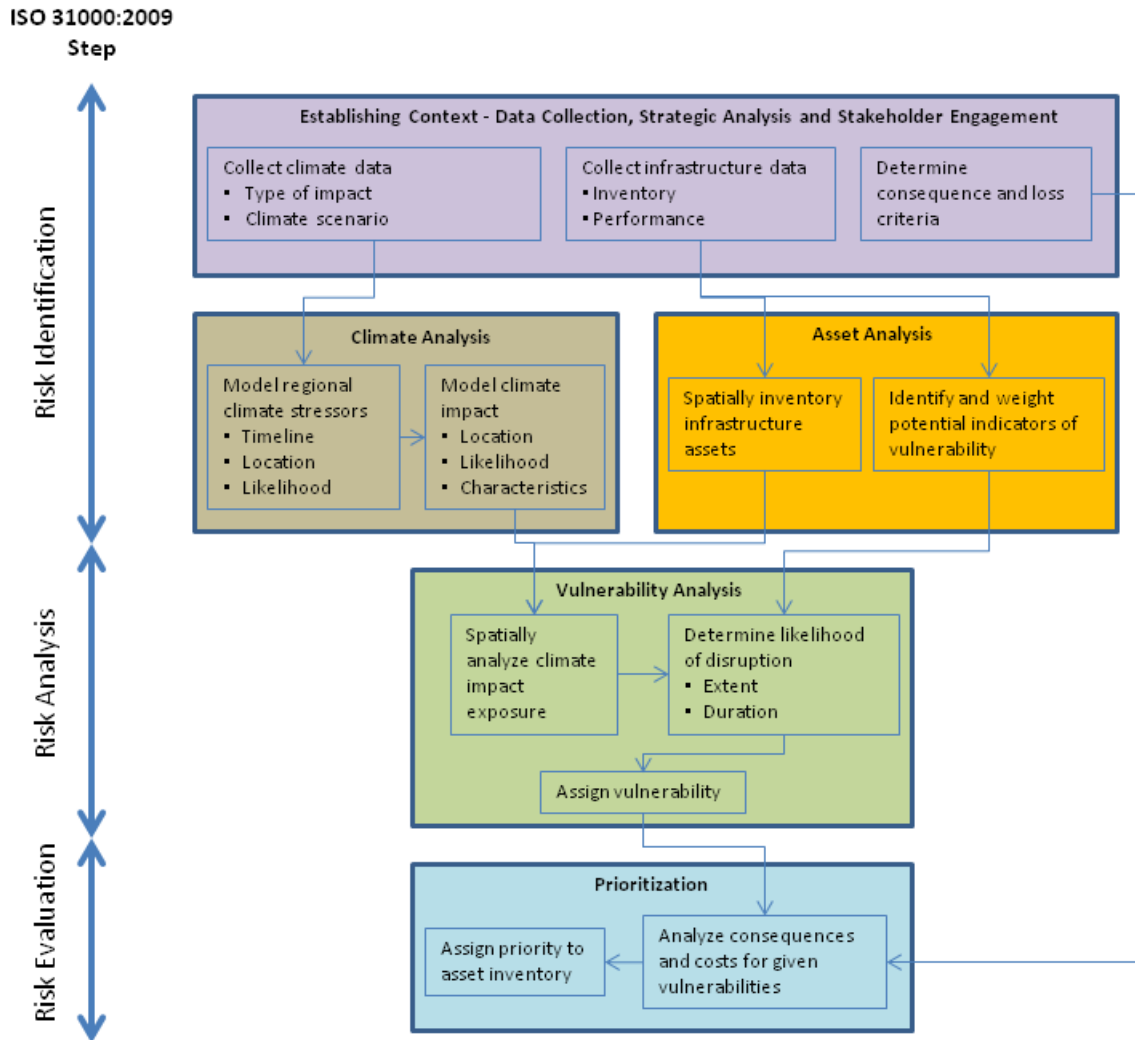 ISO 31000:2009
Step
Risk Identification
Establishing Context - Data Collection, Strategic Analysis and Stakeholder Engagement
Collect climate data
▪ Type of impact
▪ Climate scenario
Collect infrastructure data
▪ Inventory
▪ Performance
Determine
consequence and loss
criteria
Climate Analysis
Model regional
climate stressors
▪ Timeline
▪ Location
▪ Likelihood
Model climate
impact
▪ Location
▪ Likelihood
▪ Characteristics
Asset Analysis
Spatially inventory
infrastructure
assets
Identify and weight
potential indicators of
vulnerability
Risk Analysis
Vulnerability Analysis
Spatially
analyze climate
impact
exposure
Determine likelihood
of disruption
▪ Extent
▪ Duration
Assign vulnerability
Risk Evaluation
Prioritization
Assign priority to
asset inventory
Analyze consequences
and costs for given
vulnerabilities